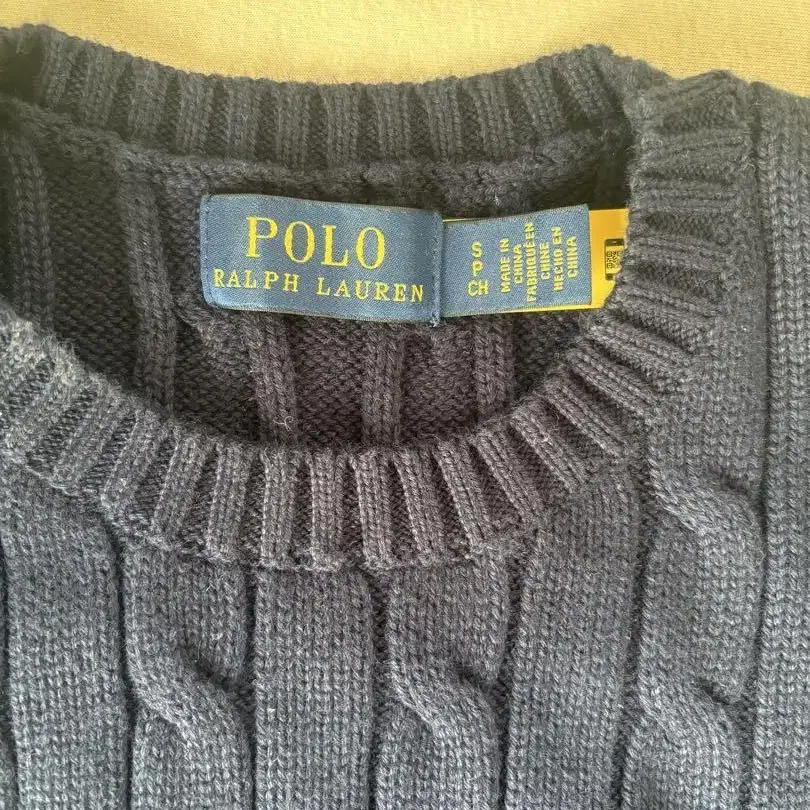 POLO
RALPH LAUREN
S
P
CH
MADE IN
CHINA
FABRIQUÉ EN
CHINE
HECHO EN
CHINA